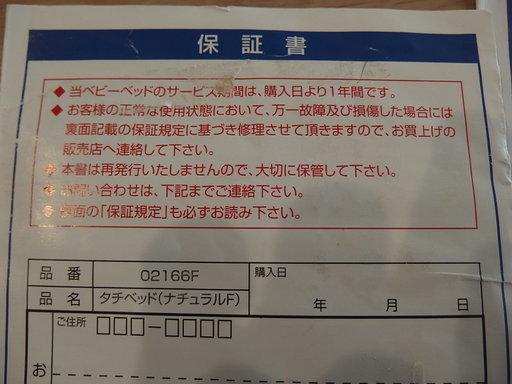 保証書
◆当ベビーベッドのサービス期間は、購入日より1年間です。
◆お客様の正常な使用状態において、万一故障及び損傷した場合には
裏面記載の保証規定に基づき修理させて頂きますので、お買上げの
販売店へ連絡して下さい。
◆本書は再発行いたしませんので、大切に保管して下さい。
い合わせは、下記までご連絡下さい。
面の「保証規定」も必ずお読み下さい。
品番 02166F 購入日
品名 タチベッド(ナチュラルF) 年 月 日
ご住所 □□□-□□□□
お